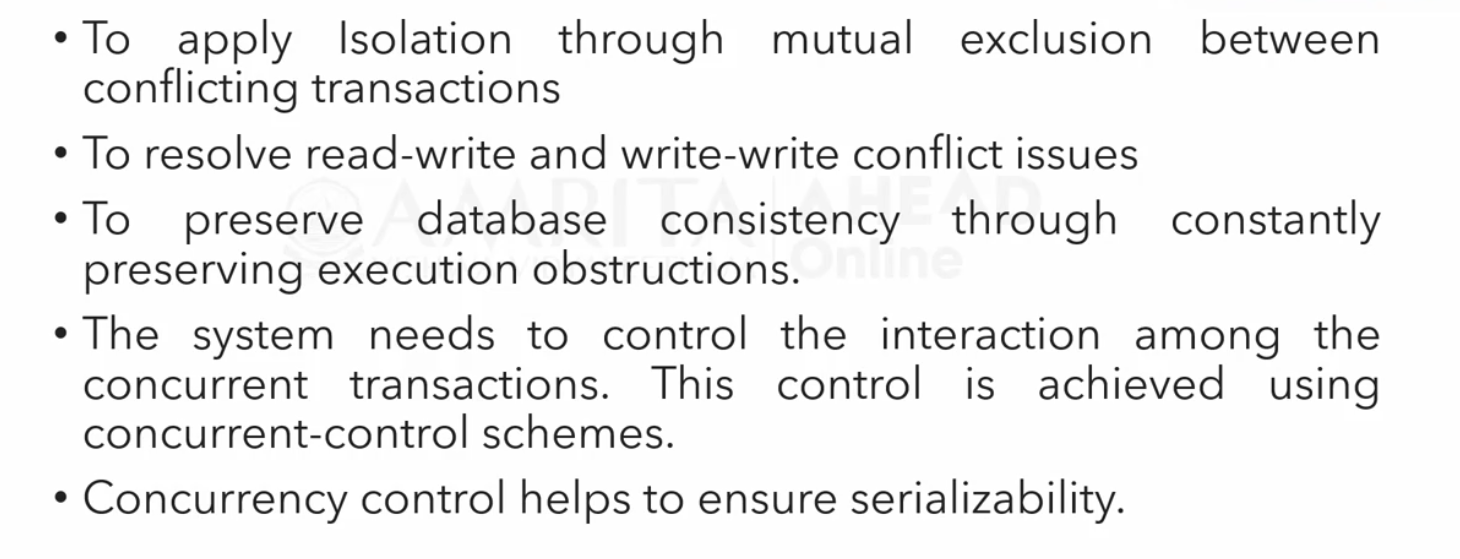 • To apply Isolation through mutual exclusion between
conflicting transactions
• To resolve read-write and write-write conflict issues
• To preserve database consistency through constantly
preserving execution obstructions.
• The system needs to control the interaction among the
concurrent transactions. This control is achieved using
concurrent-control schemes.
• Concurrency control helps to ensure serializability.
AMRITA
AHEAD
Online